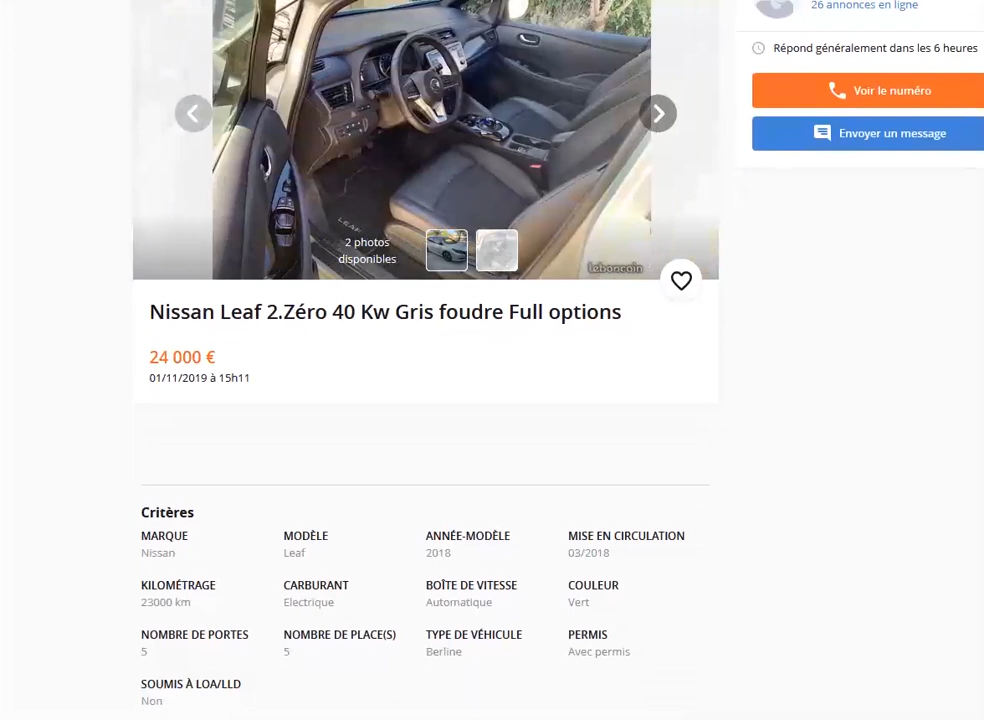 26 annonces en ligne
Répond généralement dans les 6 heures
Voir le numéro
Envoyer un message
LEAF
2 photos
disponibles
leboncoin
Nissan Leaf 2.Zéro 40 Kw Gris foudre Full options
24 000 €
01/11/2019 à 15h11
Critères
MARQUE
Nissan
MODÈLE
Leaf
ANNÉE-MODÈLE
2018
MISE EN CIRCULATION
03/2018
KILOMÉTRAGE
23000 km
CARBURANT
Electrique
BOÎTE DE VITESSE
Automatique
COULEUR
Vert
NOMBRE DE PORTES
5
NOMBRE DE PLACE(S)
5
TYPE DE VÉHICULE
Berline
PERMIS
Avec permis
SOUMIS À LOA/LLD
Non